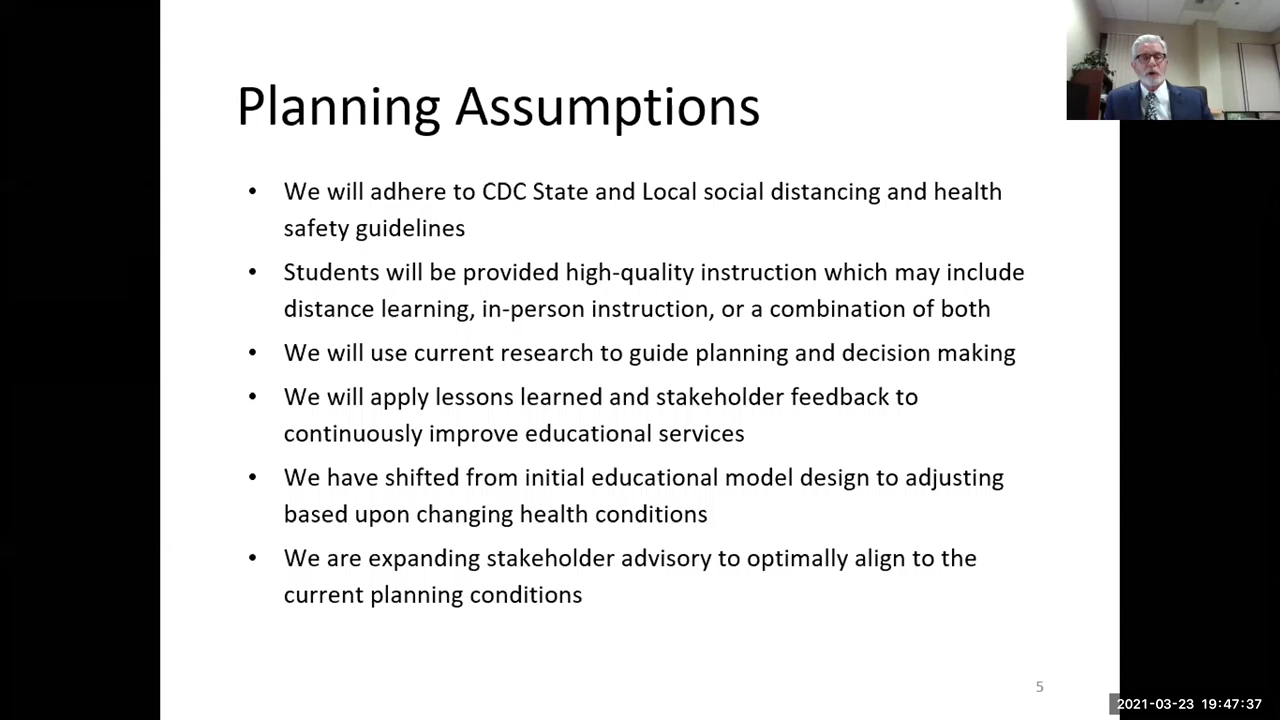 Planning Assumptions
• We will adhere to CDC State and Local social distancing and health
safety guidelines
• Students will be provided high-quality instruction which may include
distance learning, in-person instruction, or a combination of both
• We will use current research to guide planning and decision making
• We will apply lessons learned and stakeholder feedback to
continuously improve educational services
• We have shifted from initial educational model design to adjusting
based upon changing health conditions
• We are expanding stakeholder advisory to optimally align to the
current planning conditions
5
2021-03-23 19:47:37